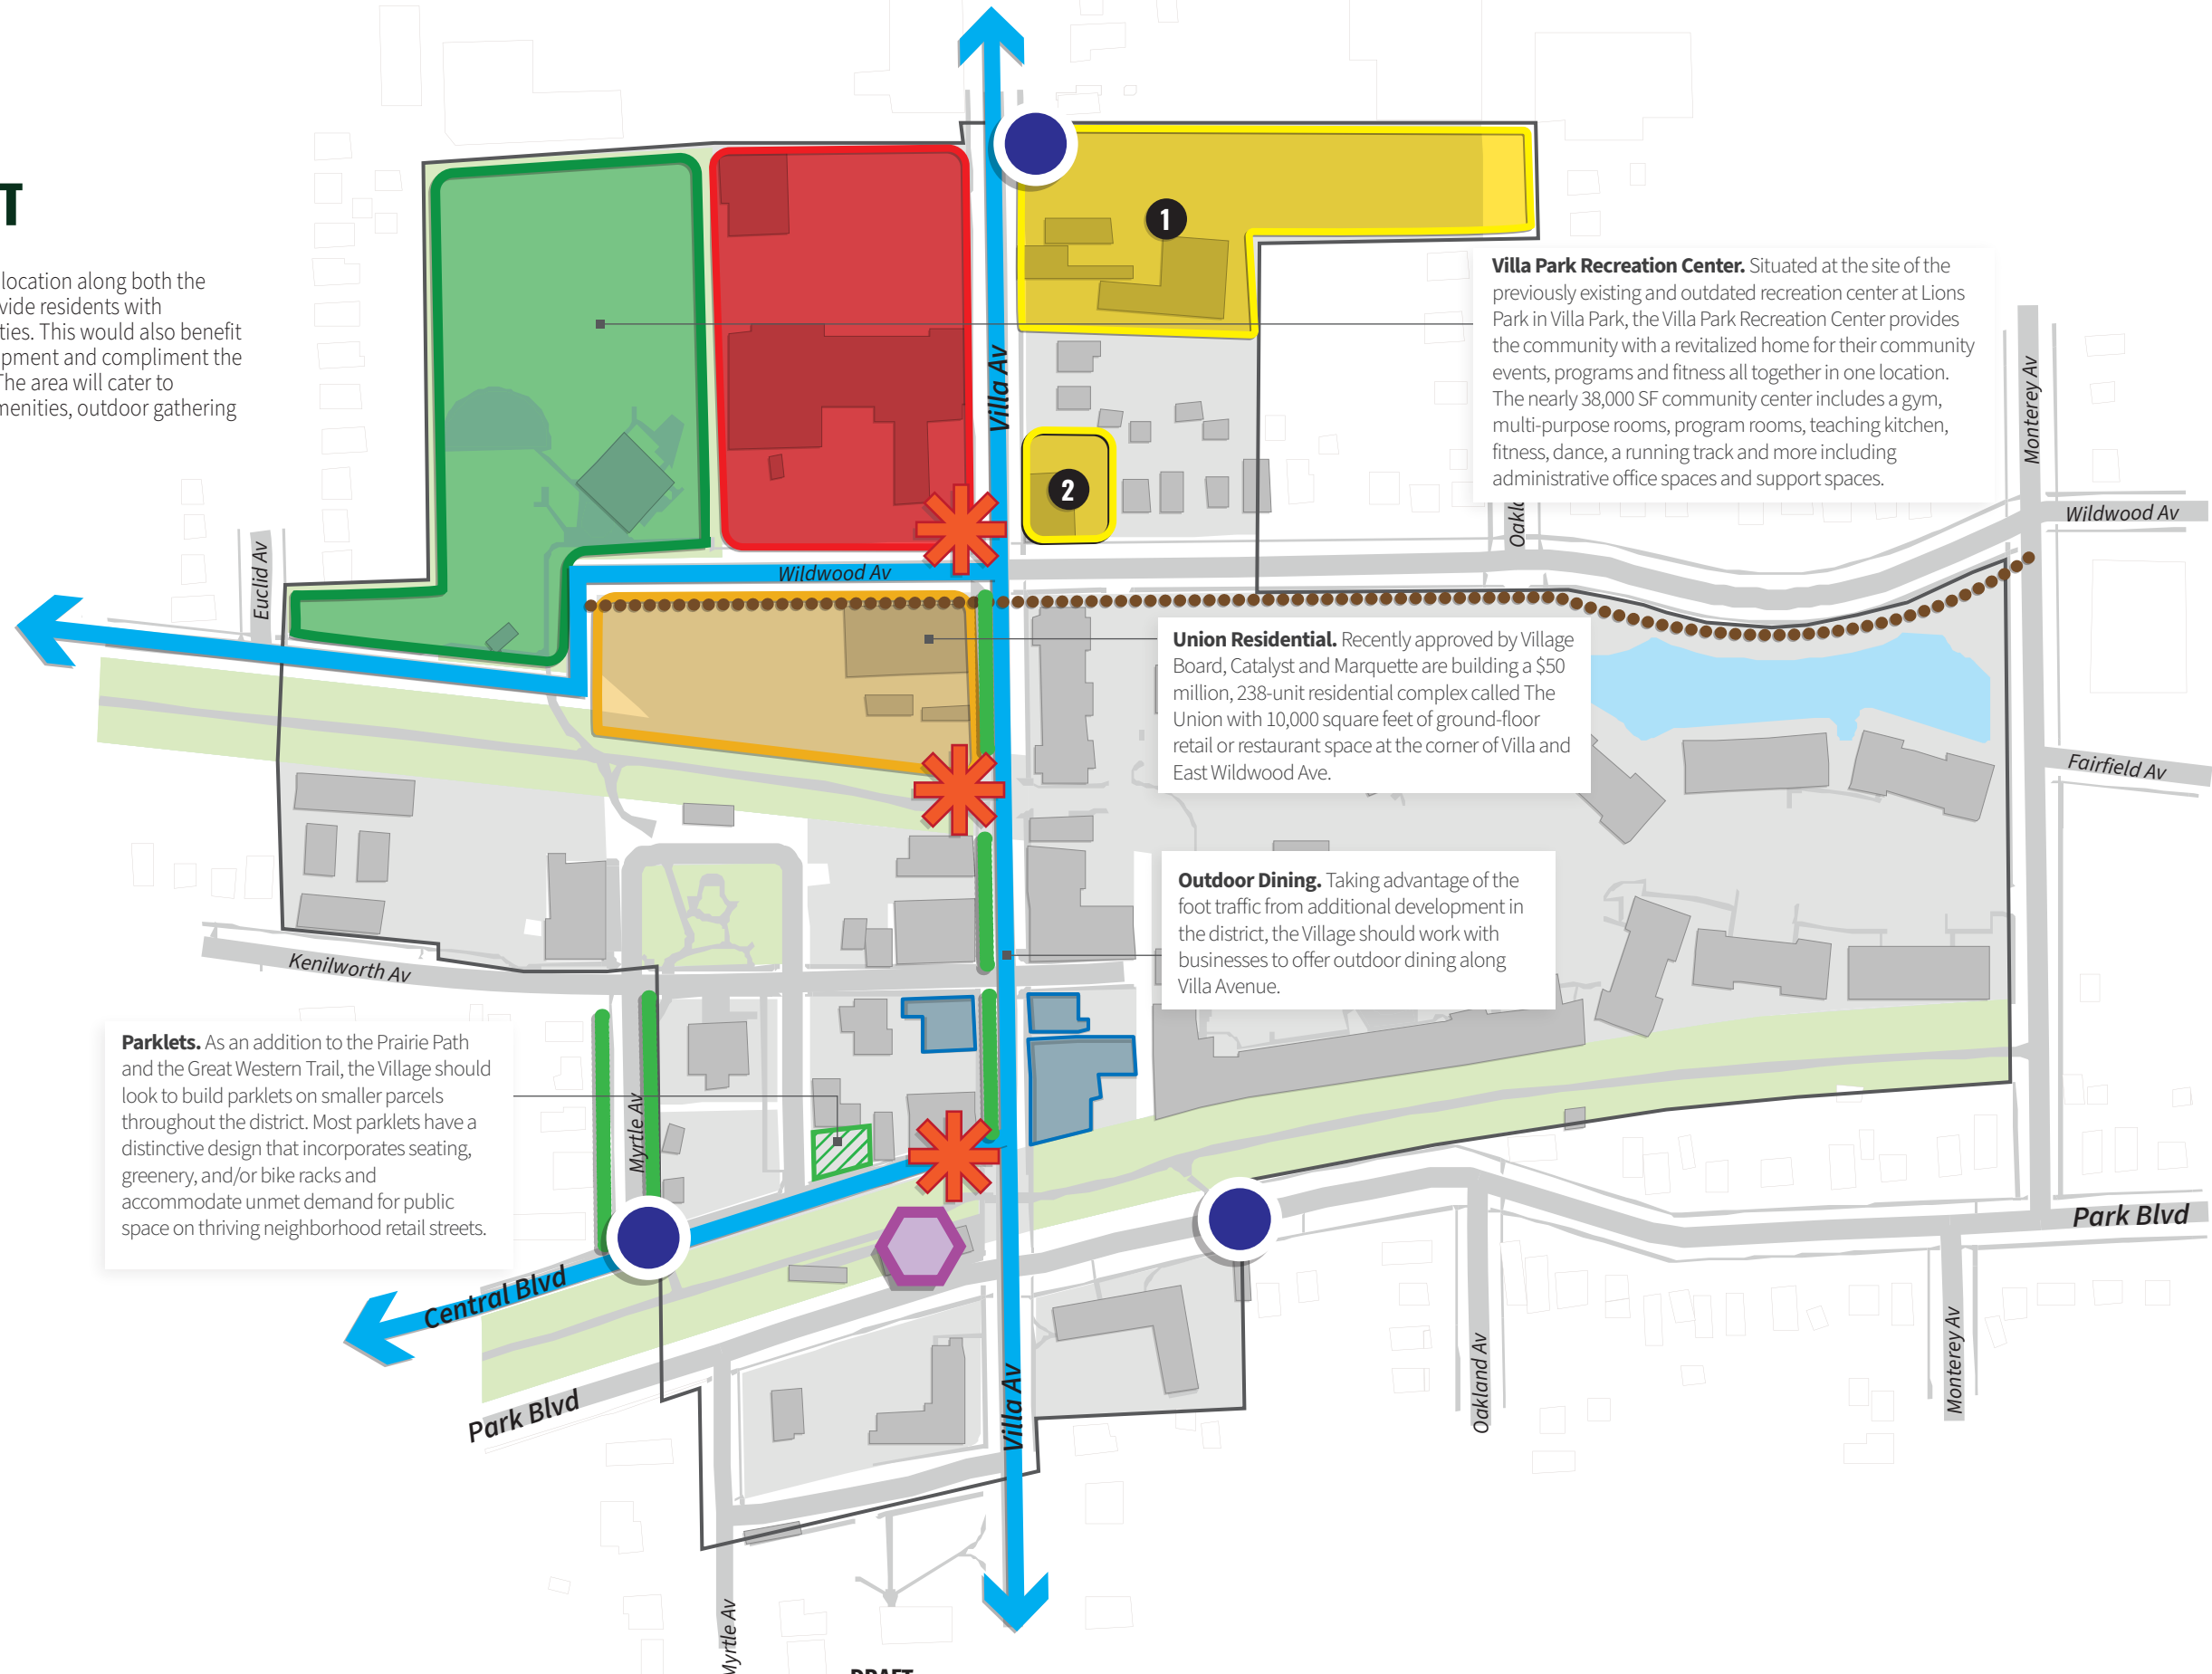 T
location along both the
vide residents with
ties. This would also benefit
pment and compliment the
The area will cater to
menities, outdoor gathering
1
Villa Park Recreation Center. Situated at the site of the
previously existing and outdated recreation center at Lions
Park in Villa Park, the Villa Park Recreation Center provides
the community with a revitalized home for their community
events, programs and fitness all together in one location.
The nearly 38,000 SF community center includes a gym,
multi-purpose rooms, program rooms, teaching kitchen,
fitness, dance, a running track and more including
administrative office spaces and support spaces.
Villa Av
Monterey Av
2
Wildwood Av
Oakla
Euclid Av
Wildwood Av
Union Residential. Recently approved by Village
Board, Catalyst and Marquette are building a $50
million, 238-unit residential complex called The
Union with 10,000 square feet of ground-floor
retail or restaurant space at the corner of Villa and
East Wildwood Ave.
Fairfield Av
Outdoor Dining. Taking advantage of the
foot traffic from additional development in
the district, the Village should work with
businesses to offer outdoor dining along
Villa Avenue.
Kenilworth Av
Parklets. As an addition to the Prairie Path
and the Great Western Trail, the Village should
look to build parklets on smaller parcels
throughout the district. Most parklets have a
distinctive design that incorporates seating,
greenery, and/or bike racks and
accommodate unmet demand for public
space on thriving neighborhood retail streets.
Myrtle Av
Park Blvd
Central Blvd
Park Blvd
Villa Av
Oakland Av
Monterey Av
Myrtle Av
DRAFT